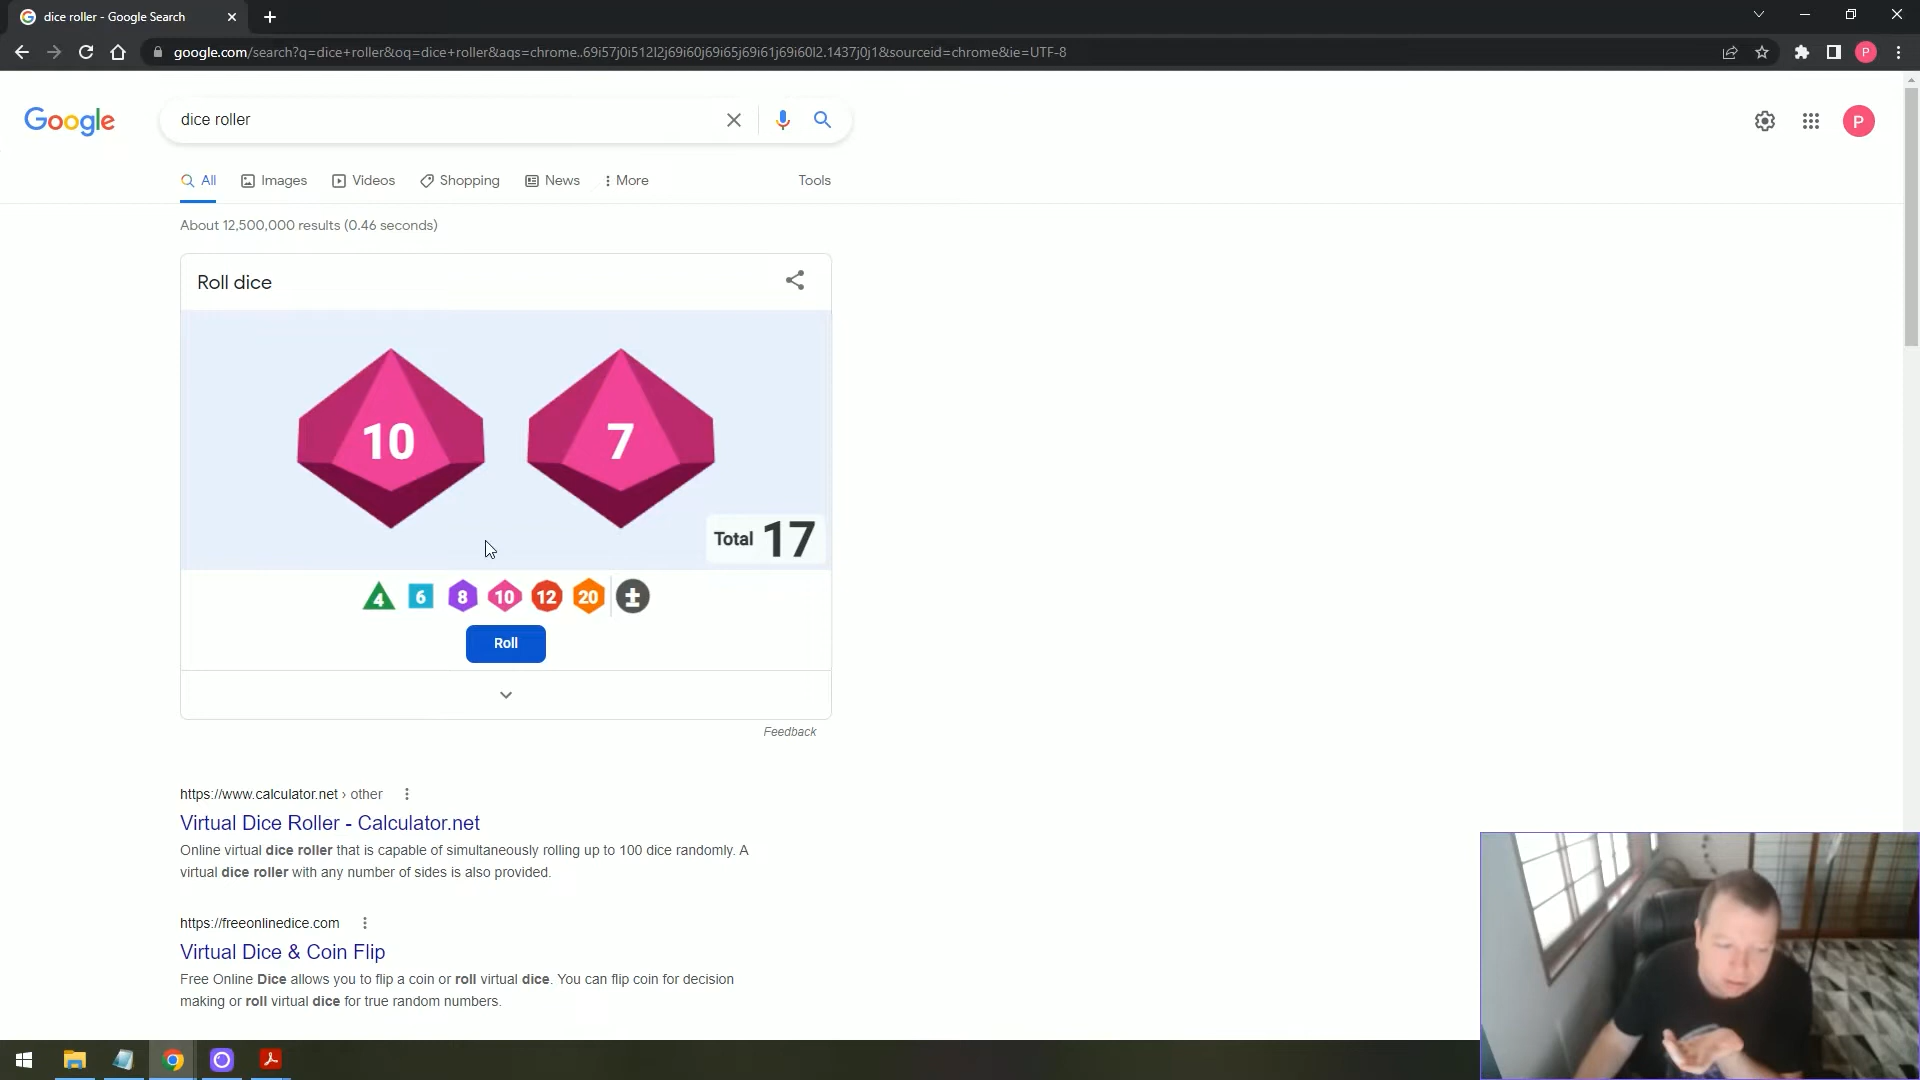 dice roller - Google Search
google.com/search?q=dice+roller&oq=dice+roller&aqs=chrome..69i57j0i512l2j69i60j69i65j69i61j69i60l2.1437j0j1&sourceid=chrome&ie=UTF-8
P
Google
dice roller
P
All
Images
Videos
Shopping
News
More
Tools
About 12,500,000 results (0.46 seconds)
Roll dice
10
7
Total 17
4 6 8 10 12 20 ±
Roll
Feedback
https://www.calculator.net › other
Virtual Dice Roller - Calculator.net
Online virtual dice roller that is capable of simultaneously rolling up to 100 dice randomly. A
virtual dice roller with any number of sides is also provided.
https://freeonlinedice.com
Virtual Dice & Coin Flip
Free Online Dice allows you to flip a coin or roll virtual dice. You can flip coin for decision
making or roll virtual dice for true random numbers.